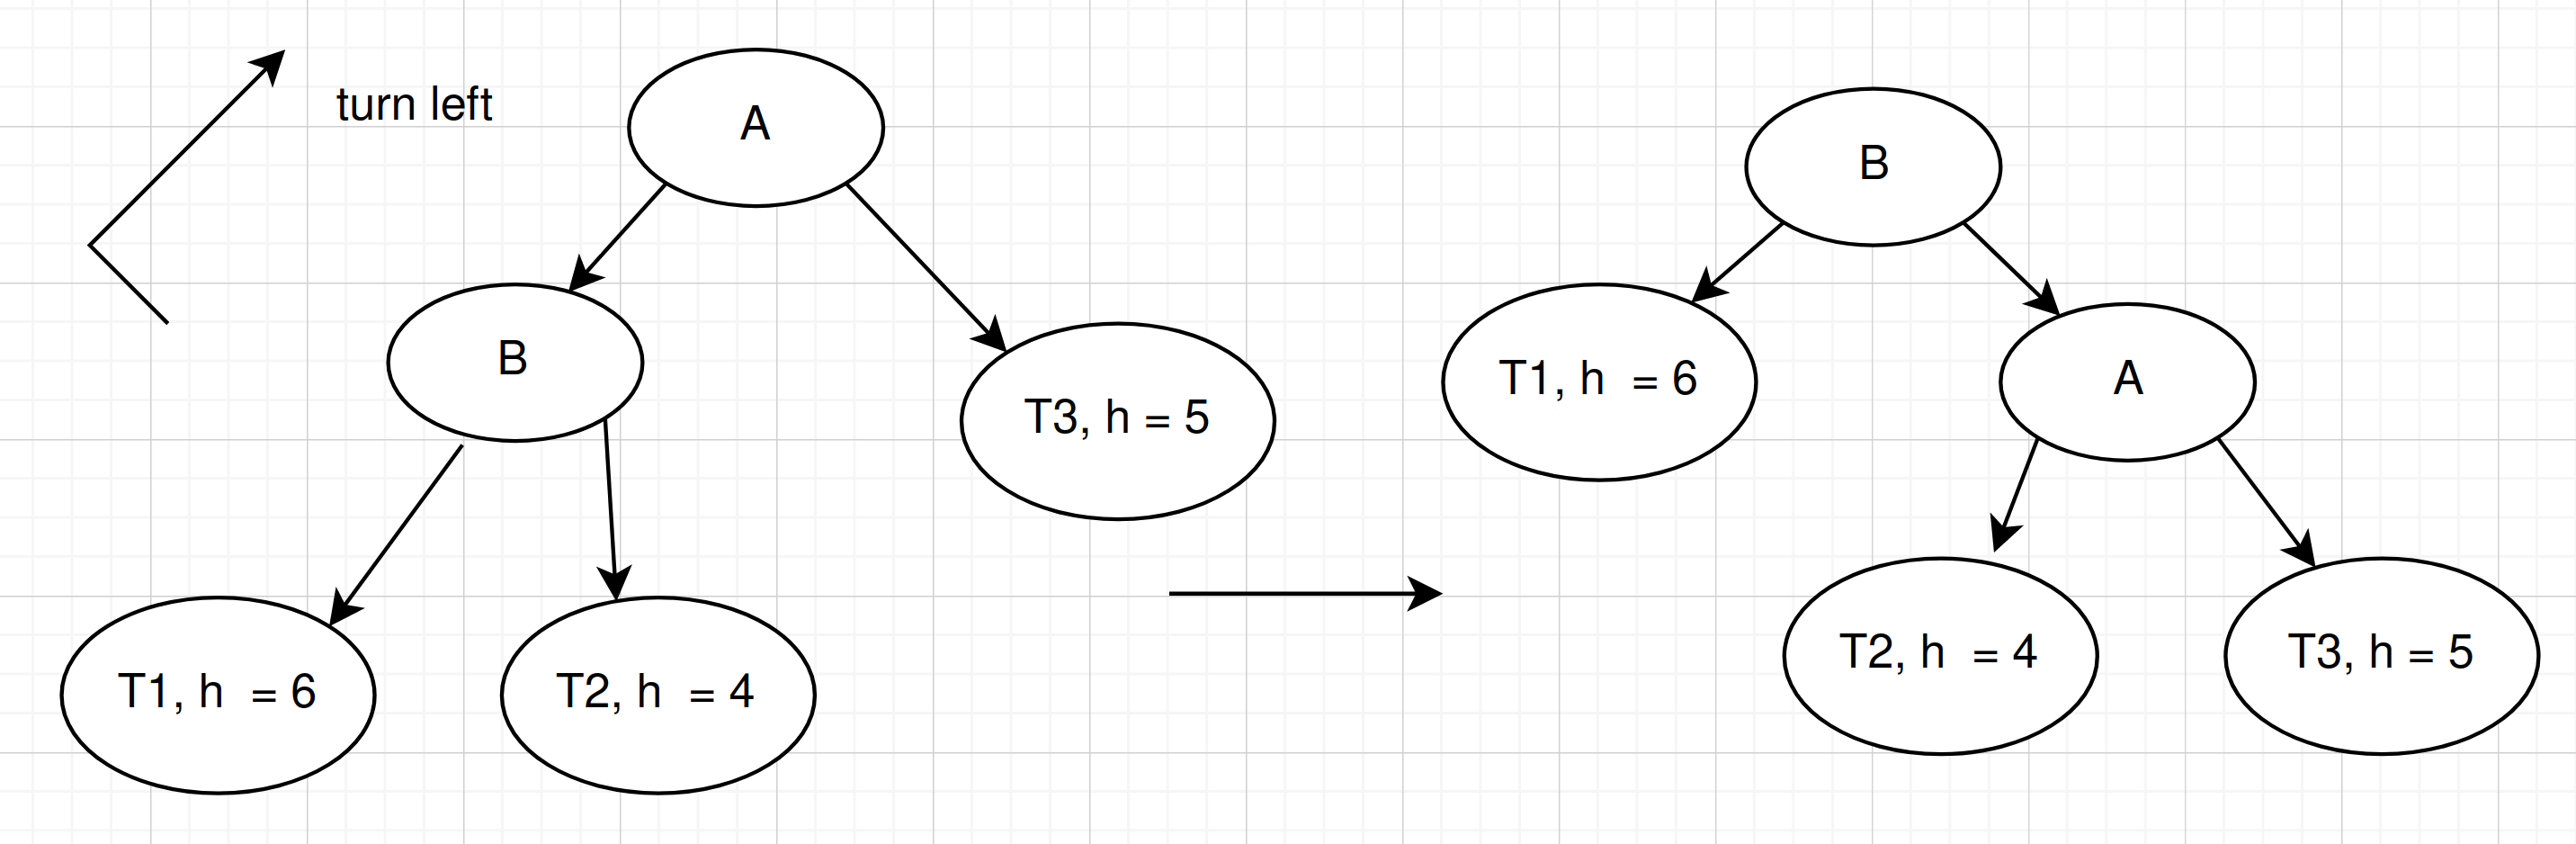 turn left
A
B
T3, h = 5
T1, h  = 6
T2, h  = 4
B
T1, h  = 6
A
T2, h  = 4
T3, h = 5